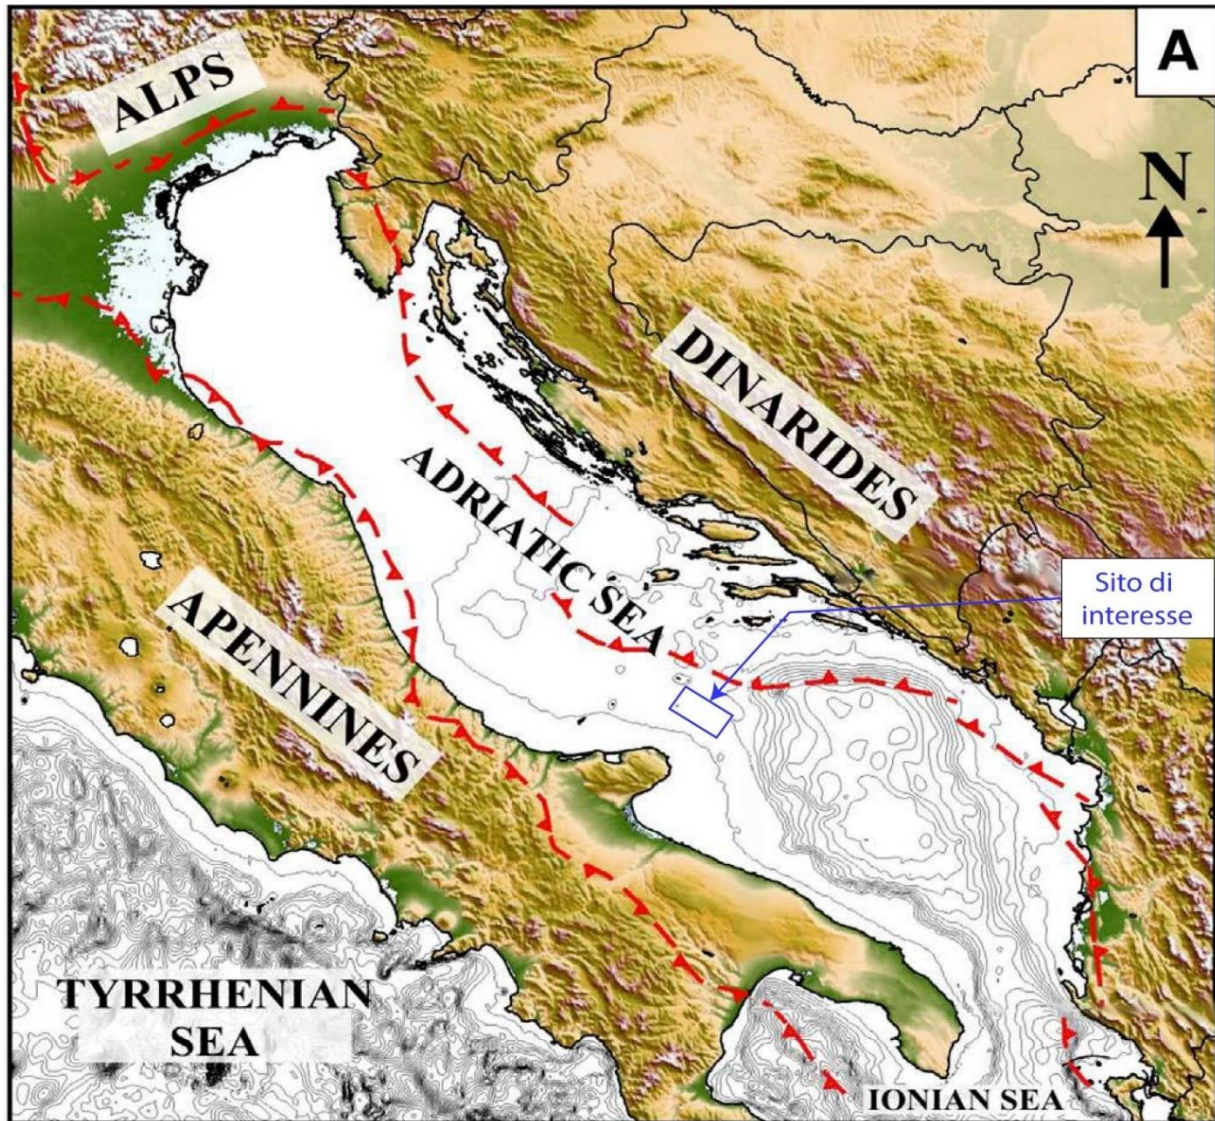 A
ALPS
N
DINARIDES
ADRIATIC SEA
Sito di
interesse
APENNINES
TYRRHENIAN
SEA
IONIAN SEA